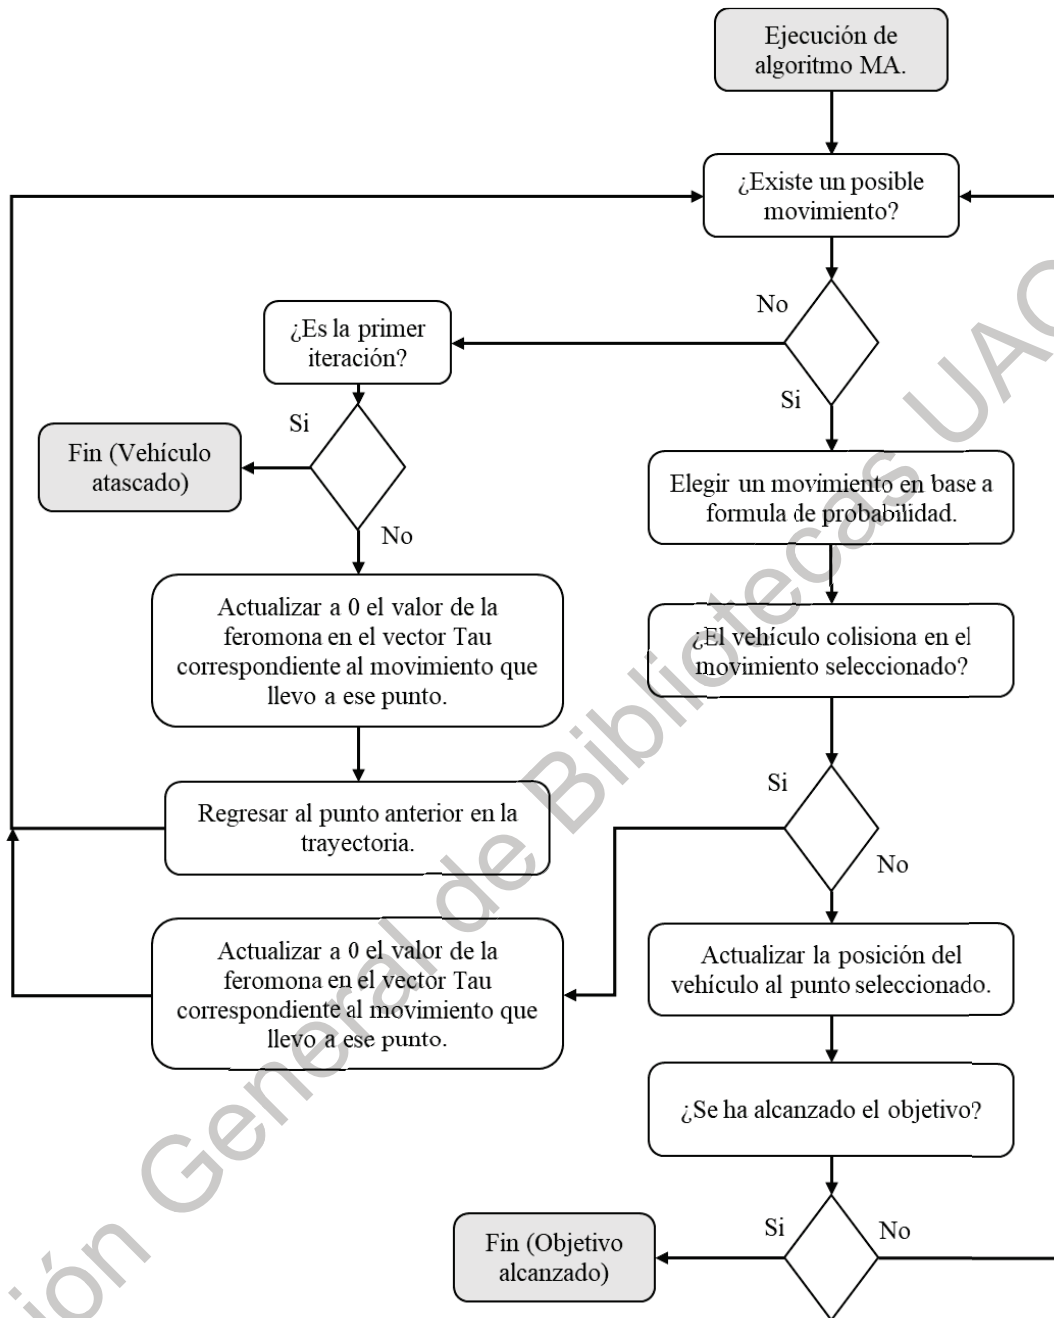 Ejecución de
algoritmo MA.
¿Existe un posible
movimiento?
No
¿Es la primer
iteración?
Si
Si
Fin (Vehículo
atascado)
No
Elegir un movimiento en base a
formula de probabilidad.
Actualizar a 0 el valor de la
feromona en el vector Tau
correspondiente al movimiento que
llevo a ese punto.
¿El vehículo colisiona en el
movimiento seleccionado?
Si
Regresar al punto anterior en la
trayectoria.
No
Actualizar a 0 el valor de la
feromona en el vector Tau
correspondiente al movimiento que
llevo a ese punto.
Actualizar la posición del
vehículo al punto seleccionado.
¿Se ha alcanzado el objetivo?
Si
No
Fin (Objetivo
alcanzado)
ión General de Bibliotecas UAQ